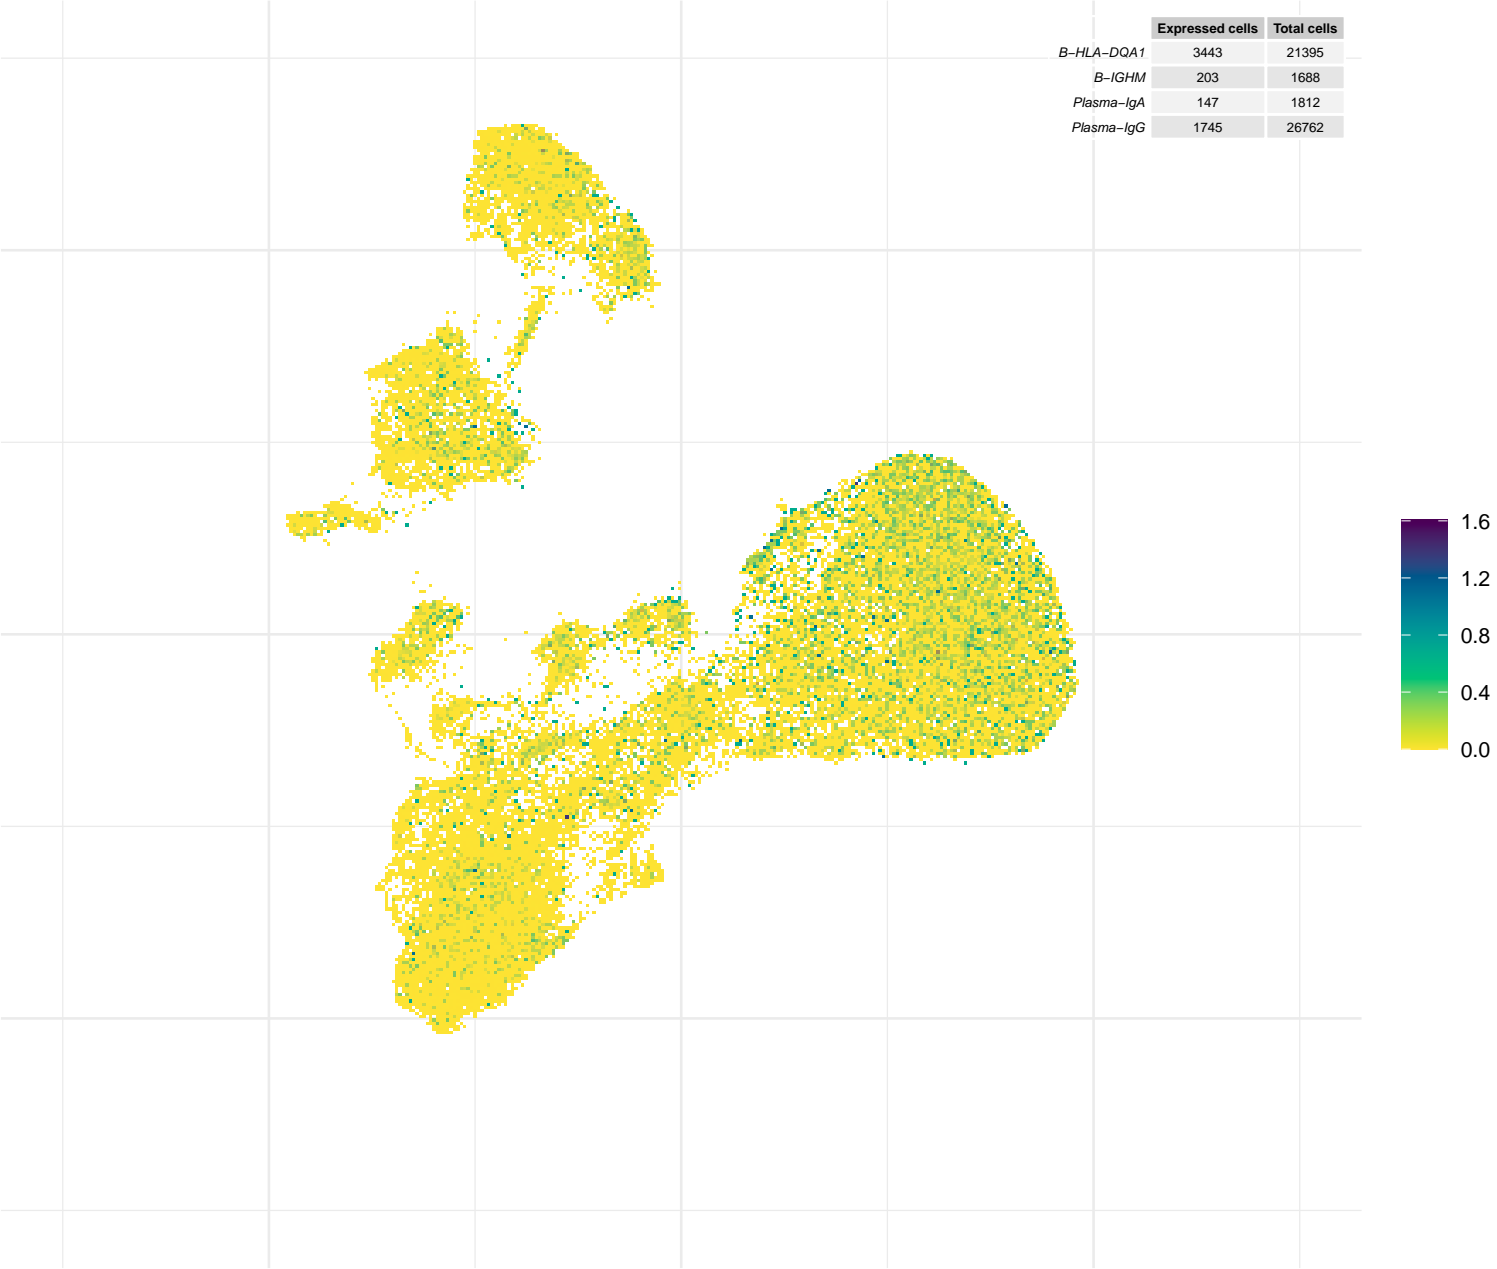 Expressed cells Total cells
B−HLA−DQA1 3443 21395
B−IGHM 203 1688
Plasma−IgA 147 1812
Plasma−IgG 1745 26762
1.6
1.2
0.8
0.4
0.0